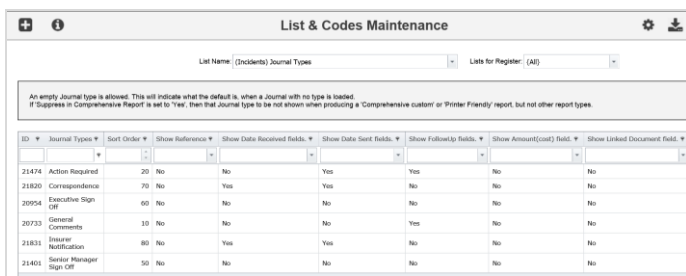 List & Codes Maintenance
List Name: (Incidents) Journal Types Lists for Register: (All)
An empty Journal type is allowed. This will indicate what the default is, when a Journal with no type is loaded.
If 'Suppress in Comprehensive Report' is set to 'Yes', then that Journal type to be not shown when producing a 'Comprehensive custom' or 'Printer Friendly' report, but not other report types.
ID Journal Types Sort Order Show Reference Show Date Received fields. Show Date Sent fields. Show FollowUp fields. Show Amount(cost) field. Show Linked Document field.
21474 Action Required 20 No No Yes Yes No No
21820 Correspondence 70 No Yes Yes No No No
20954 Executive Sign Off 60 No No No No No No
20733 General Comments 10 No No No Yes No No
21831 Insurer Notification 80 No Yes Yes No No No
21401 Senior Manager Sign Off 50 No No No No No No